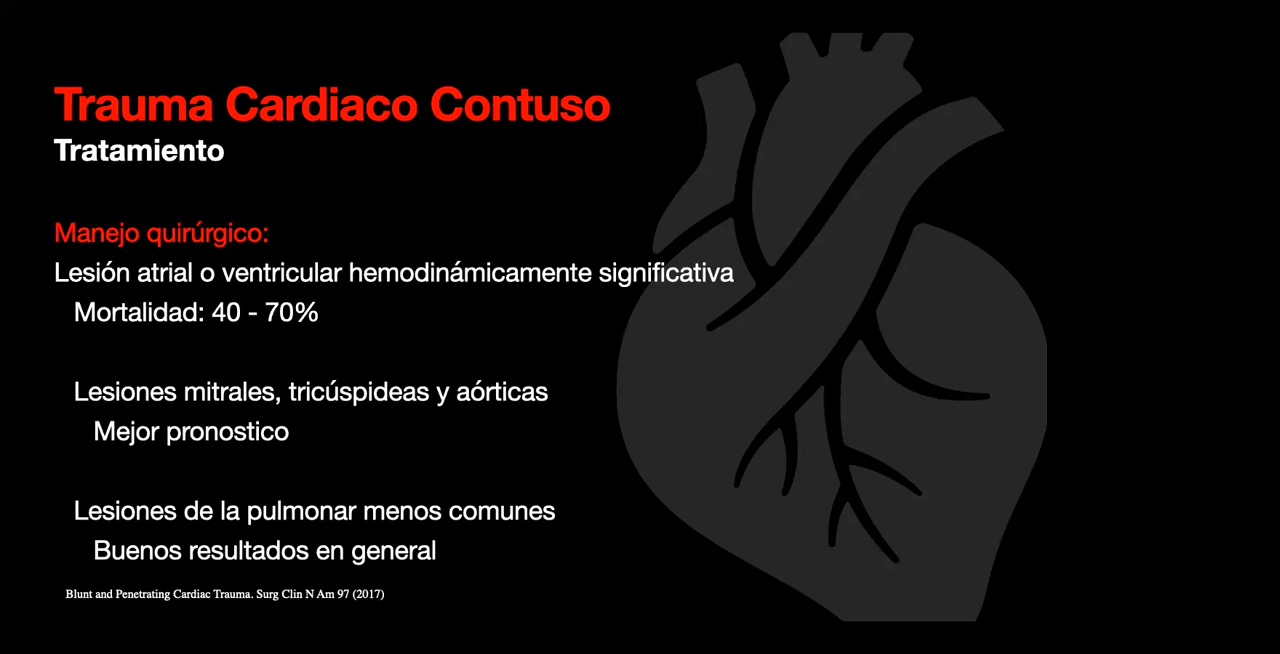 Trauma Cardiaco Contuso
Tratamiento
Manejo quirúrgico:
Lesión atrial o ventricular hemodinámicamente significativa
Mortalidad: 40 - 70%
Lesiones mitrales, tricúspideas y aórticas
Mejor pronostico
Lesiones de la pulmonar menos comunes
Buenos resultados en general
Blunt and Penetrating Cardiac Trauma. Surg Clin N Am 97 (2017)